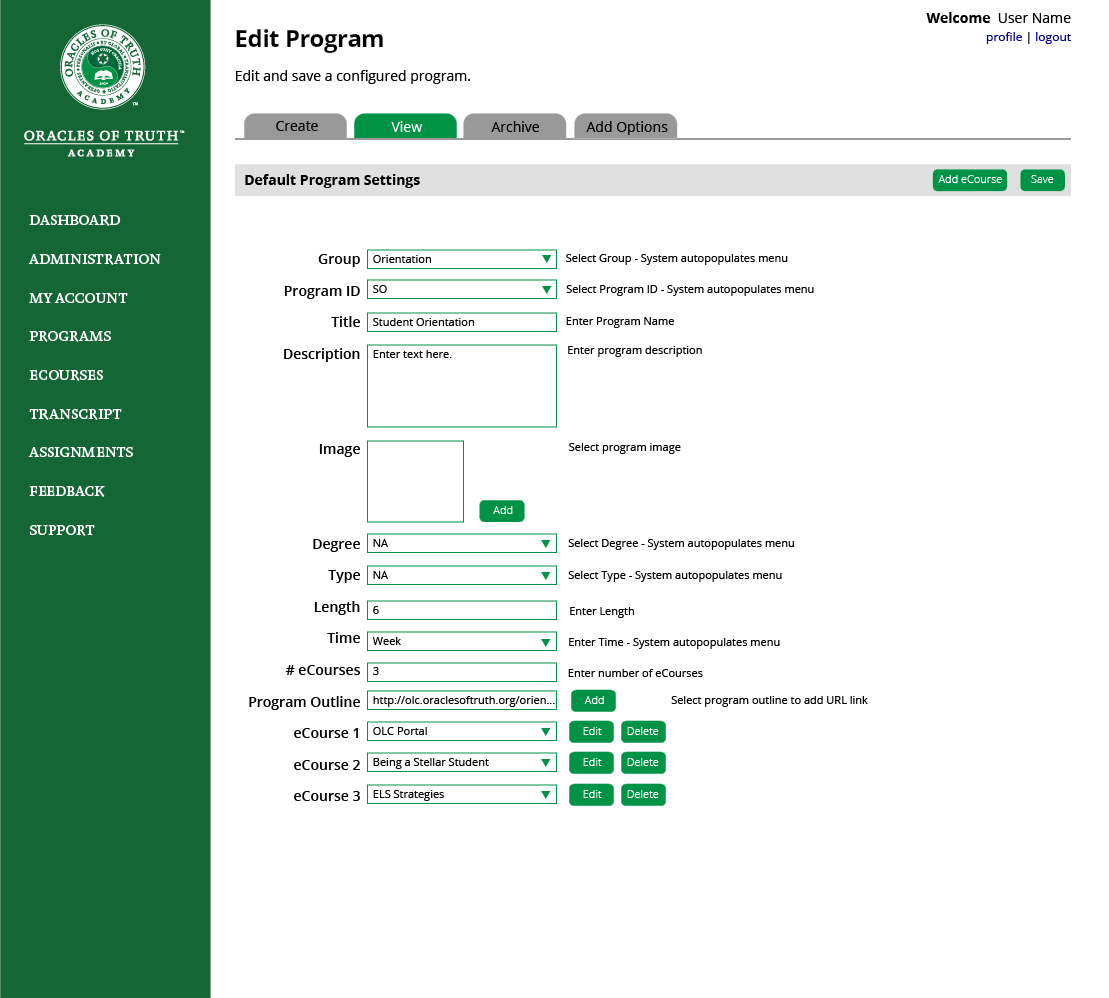 ORACLES OF TRUTH
ACADEMY
ORACLES OF TRUTH™
ACADEMY
DASHBOARD
ADMINISTRATION
MY ACCOUNT
PROGRAMS
ECOURSES
TRANSCRIPT
ASSIGNMENTS
FEEDBACK
SUPPORT
Welcome User Name
profile | logout
Edit Program
Edit and save a configured program.
Create View Archive Add Options
Default Program Settings Add eCourse Save
Group Orientation Select Group - System autopopulates menu
Program ID SO Select Program ID - System autopopulates menu
Title Student Orientation Enter Program Name
Description Enter text here. Enter program description
Image Select program image
Add
Degree NA Select Degree - System autopopulates menu
Type NA Select Type - System autopopulates menu
Length 6 Enter Length
Time Week Enter Time - System autopopulates menu
# eCourses 3 Enter number of eCourses
Program Outline http://olc.oraclesoftruth.org/orien... Add Select program outline to add URL link
eCourse 1 OLC Portal Edit Delete
eCourse 2 Being a Stellar Student Edit Delete
eCourse 3 ELS Strategies Edit Delete